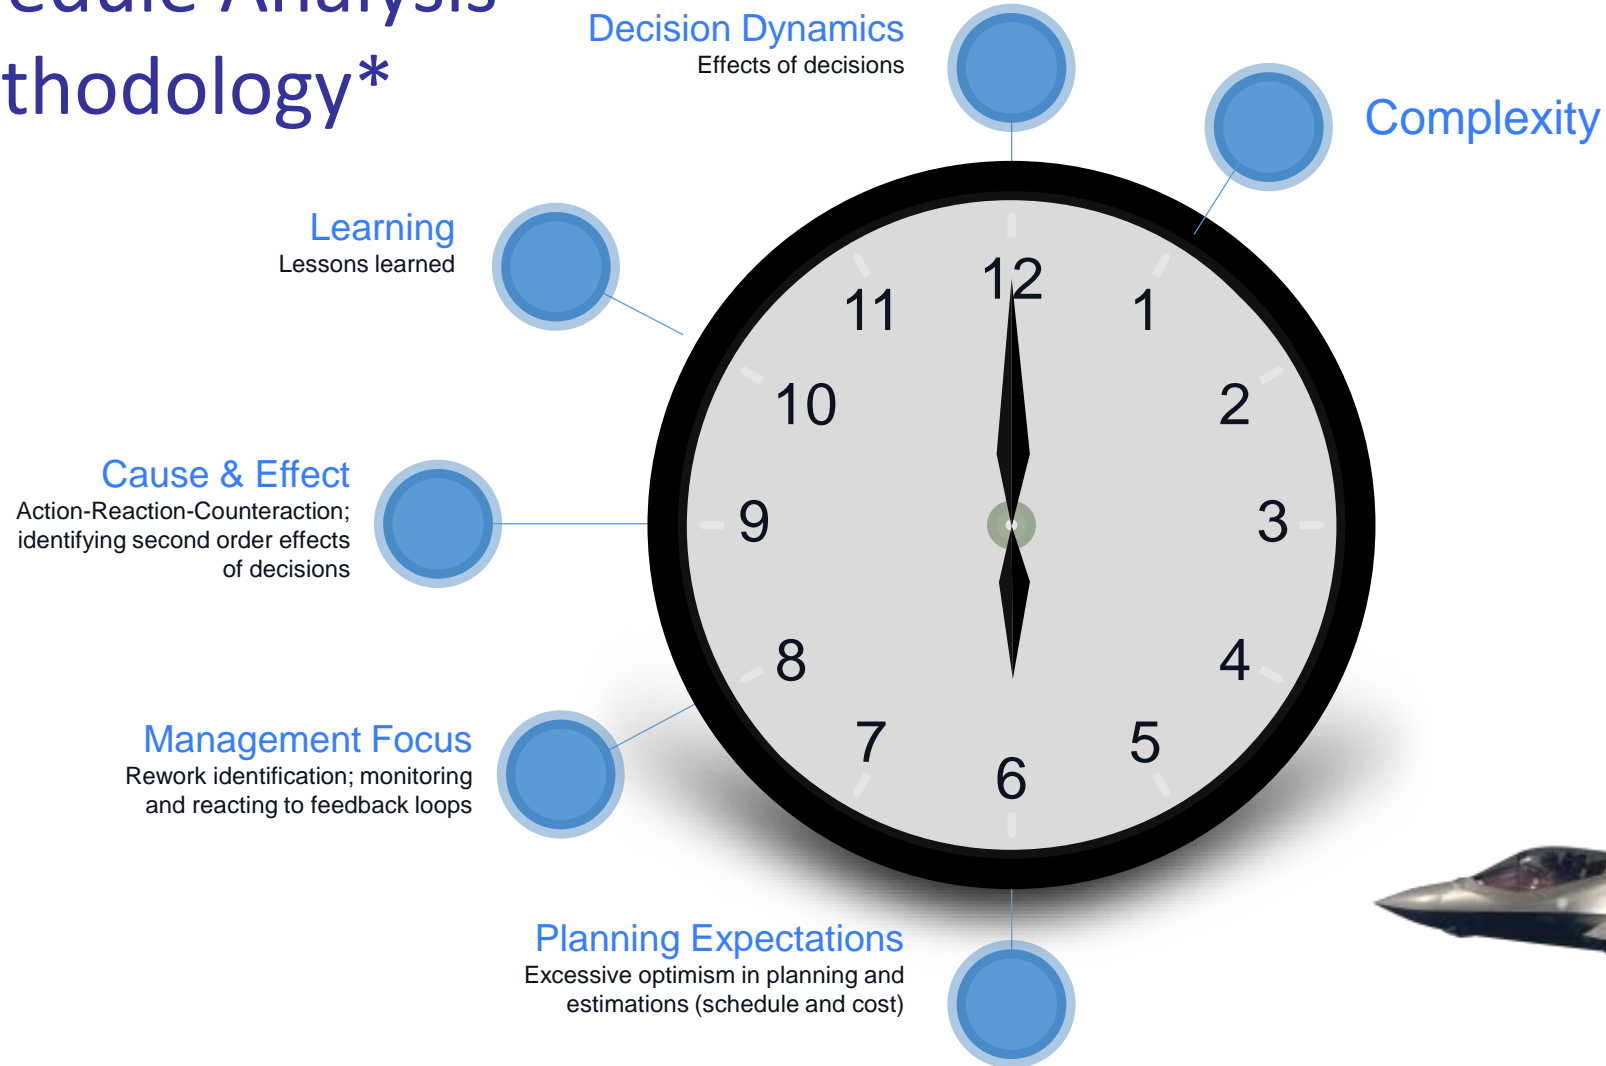 edule Analysis
thodology*
Decision Dynamics
Effects of decisions
Complexity
Learning
Lessons learned
Cause & Effect
Action-Reaction-Counteraction;
identifying second order effects
of decisions
Management Focus
Rework identification; monitoring
and reacting to feedback loops
Planning Expectations
Excessive optimism in planning and
estimations (schedule and cost)
12
1
2
3
4
5
6
7
8
9
10
11